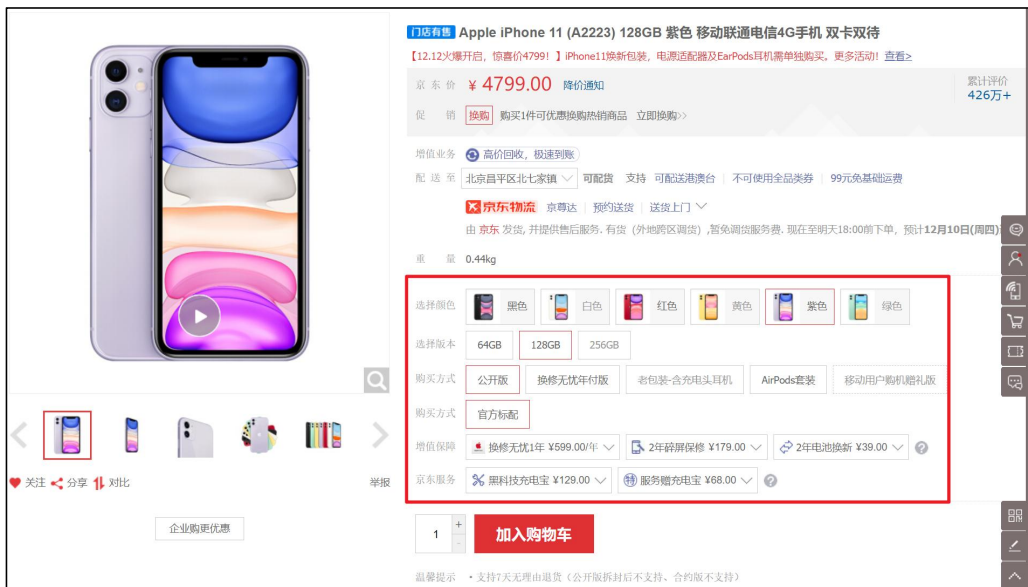 门店有售 Apple iPhone 11 (A2223) 128GB 紫色 移动联通电信4G手机 双卡双待
【12.12火爆开启，惊喜价4799！】iPhone11焕新包装，电源适配器及EarPods耳机需单独购买。更多活动！查看>
京东价 ¥ 4799.00 降价通知
累计评价
426万+
促销 换购 购买1件可优惠换购热销商品 立即换购>>
增值业务 高价回收，极速到账
配送至 北京昌平区北七家镇 可配货 支持 可配送港澳台 不可使用全品类券 99元免基础运费
京东物流 京尊达 预约送货 送货上门
由 京东 发货, 并提供售后服务. 有货（外地跨区调货）,暂免调货服务费. 现在至明天18:00前下单，预计12月10日(周四)
重量 0.44kg
选择颜色 黑色 白色 红色 黄色 紫色 绿色
选择版本 64GB 128GB 256GB
购买方式 公开版 换修无忧年付版 老包装-含充电头耳机 AirPods套装 移动用户购机赠礼版
购买方式 官方标配
增值保障 换修无忧1年 ¥599.00/年 2年碎屏保修 ¥179.00 2年电池换新 ¥39.00
京东服务 黑科技充电宝 ¥129.00 特 服务赠充电宝 ¥68.00
关注 分享 对比 举报
企业购更优惠
1 + - 加入购物车
温馨提示 ·支持7天无理由退货（公开版拆封后不支持、合约版不支持）